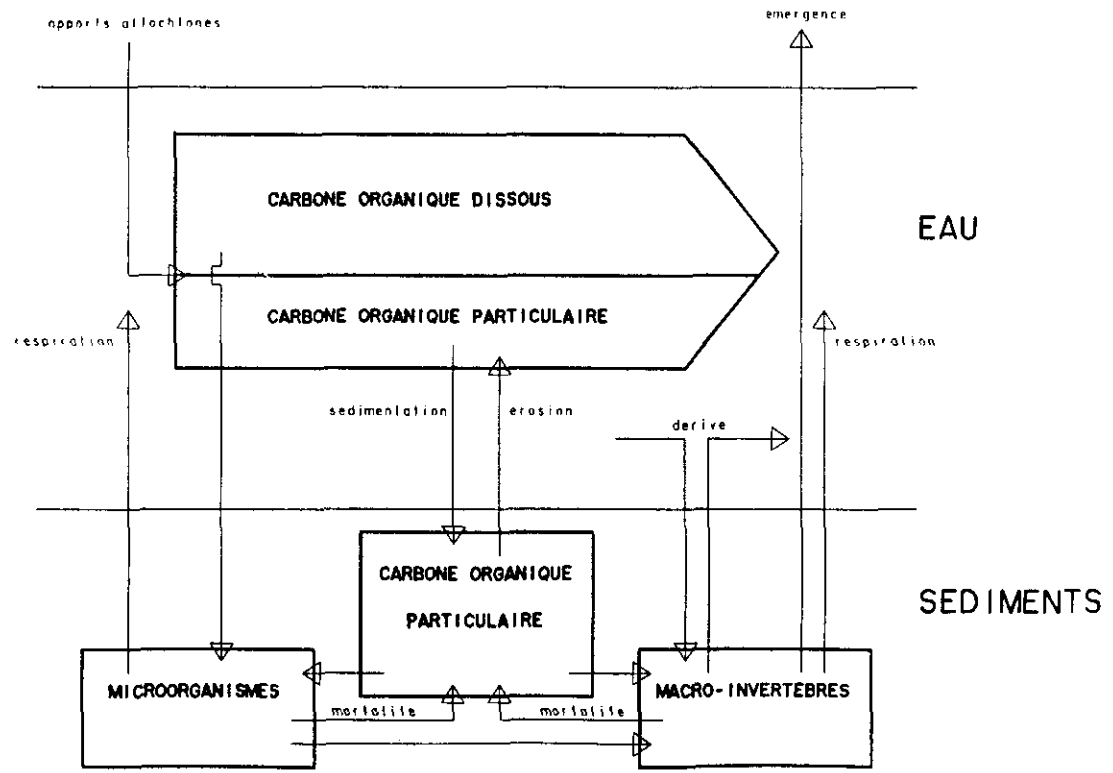 apports allochtones
emergence
CARBONE ORGANIQUE DISSOUS
EAU
CARBONE ORGANIQUE PARTICULAIRE
respiration
respiration
sedimentation
erosion
derive
CARBONE ORGANIQUE
PARTICULAIRE
SEDIMENTS
MICROORGANISMES
MACRO-INVERTEBRES
mortalite
mortalite